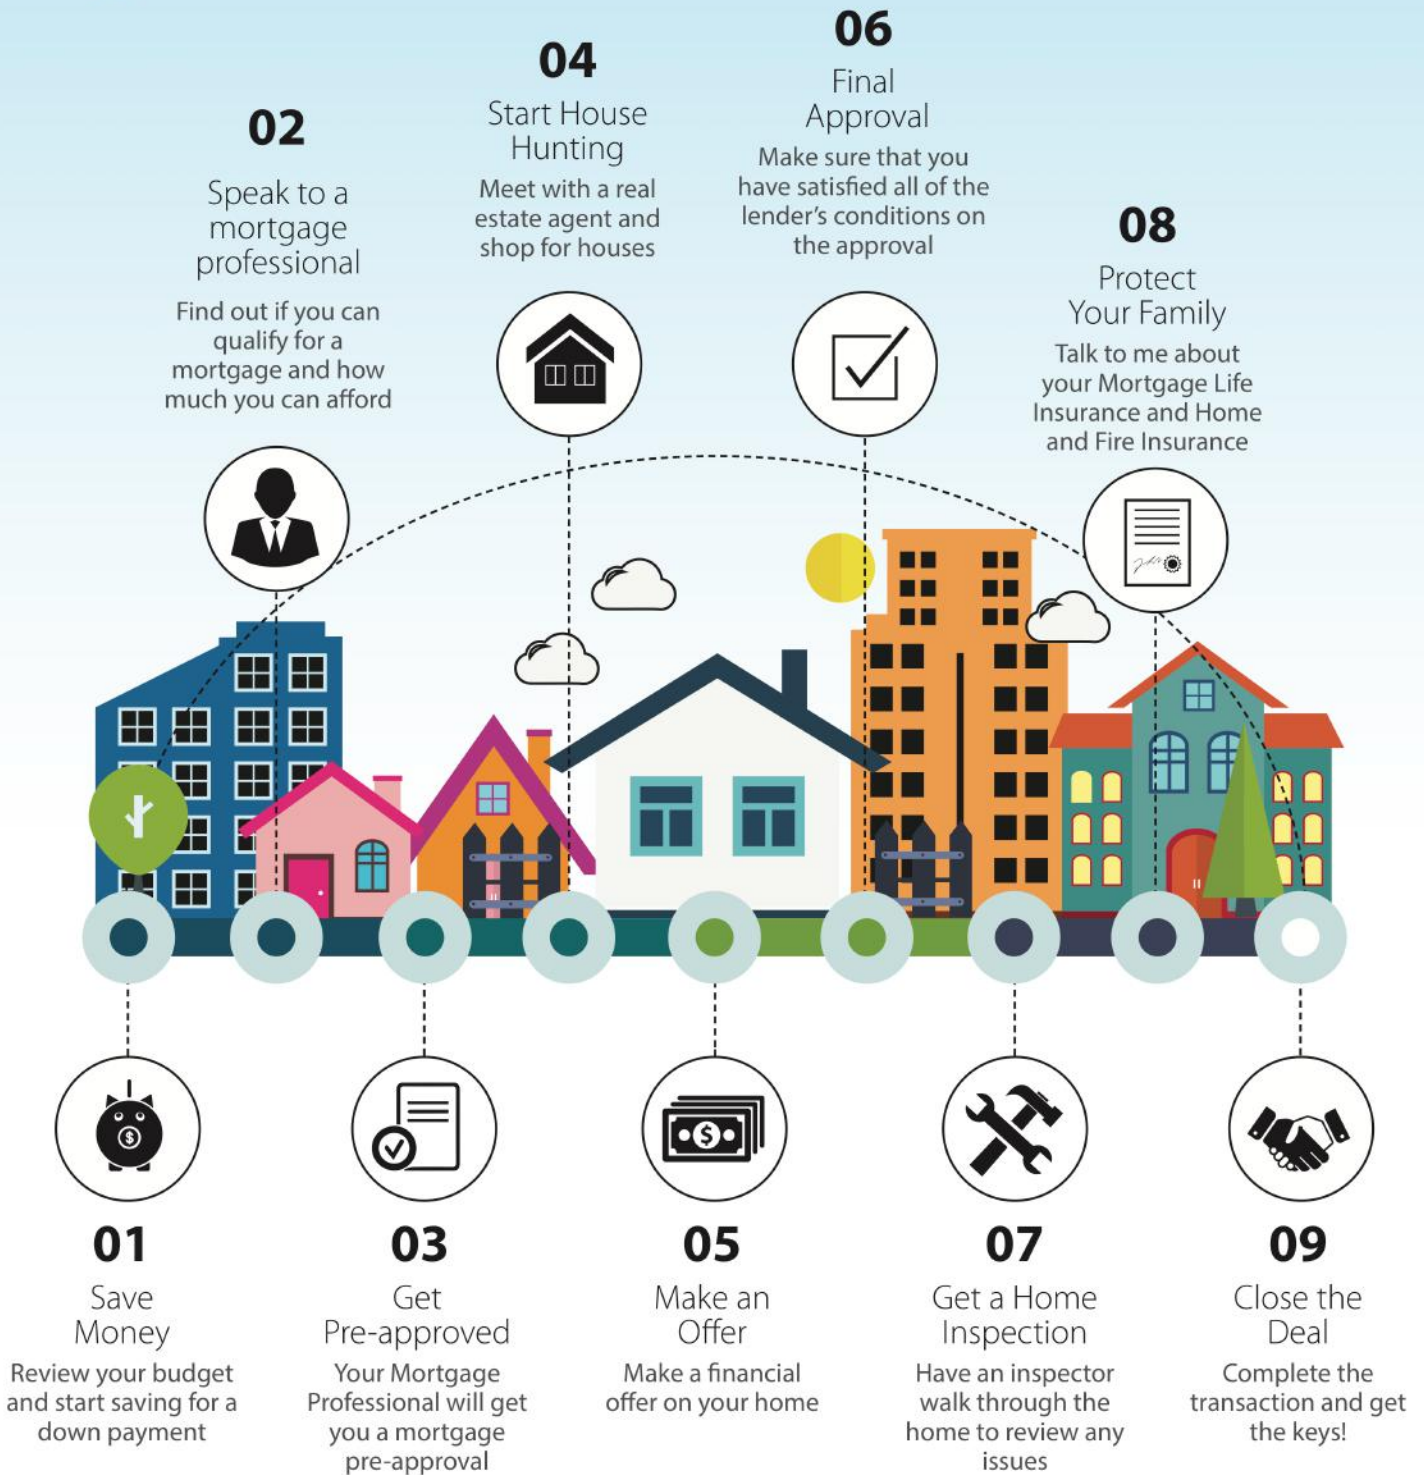 01
Save
Money
Review your budget
and start saving for a
down payment
02
Speak to a
mortgage
professional
Find out if you can
qualify for a
mortgage and how
much you can afford
03
Get
Pre-approved
Your Mortgage
Professional will get
you a mortgage
pre-approval
04
Start House
Hunting
Meet with a real
estate agent and
shop for houses
05
Make an
Offer
Make a financial
offer on your home
06
Final
Approval
Make sure that you
have satisfied all of the
lender's conditions on
the approval
07
Get a Home
Inspection
Have an inspector
walk through the
home to review any
issues
08
Protect
Your Family
Talk to me about
your Mortgage Life
Insurance and Home
and Fire Insurance
09
Close the
Deal
Complete the
transaction and get
the keys!